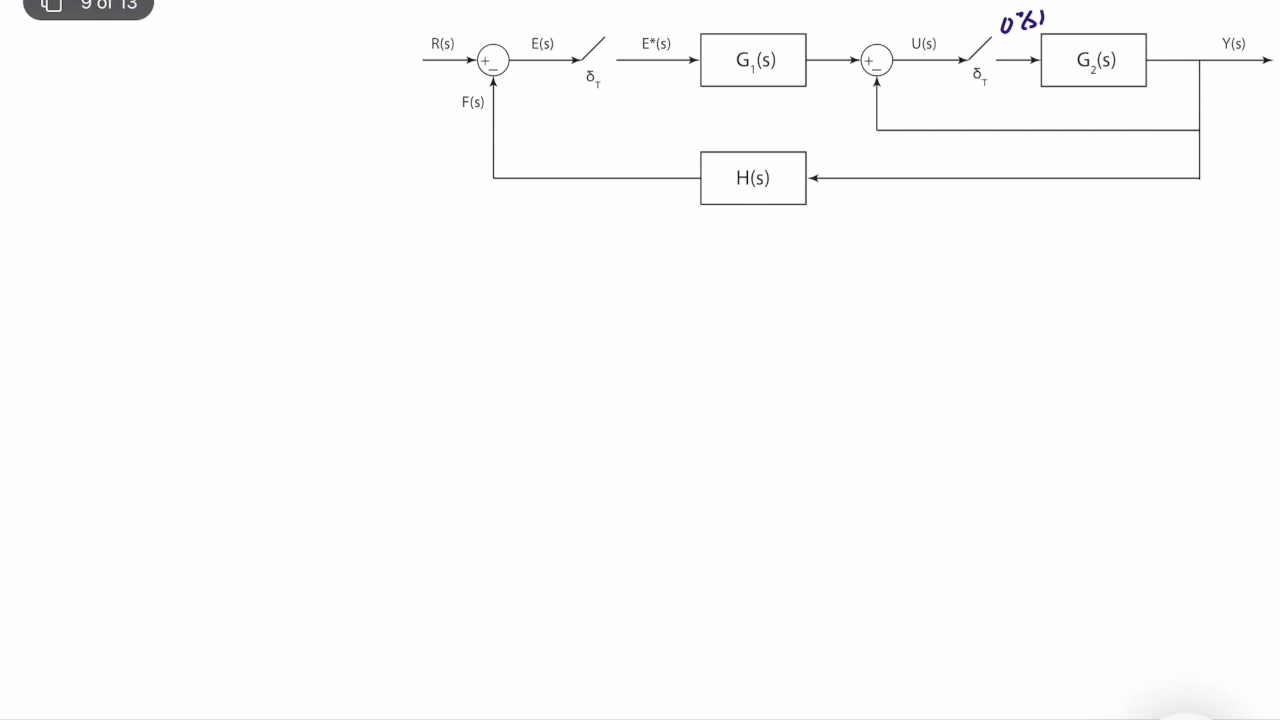 9 of 13
U*(s)
R(s) E(s) E*(s) G₁(s) U(s) G₂(s) Y(s)
+ − + −
δT δT
F(s)
H(s)